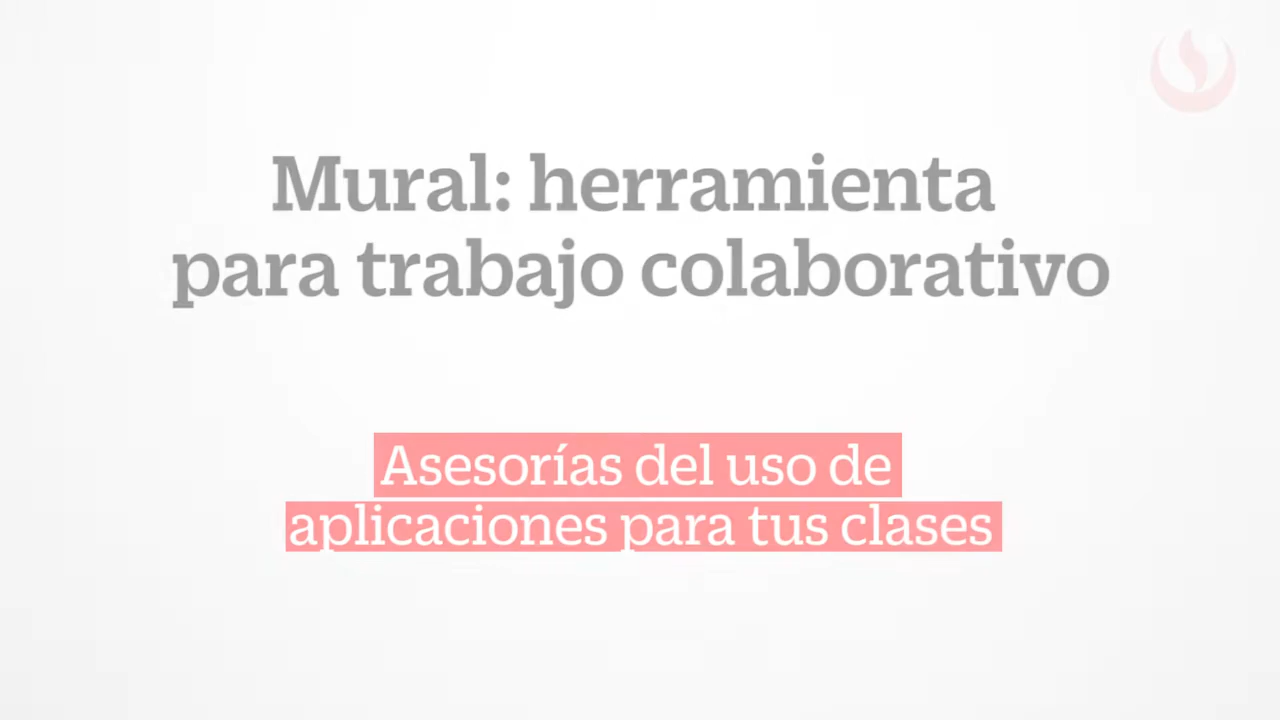 Mural: herramienta
para trabajo colaborativo
Asesorías del uso de
aplicaciones para tus clases